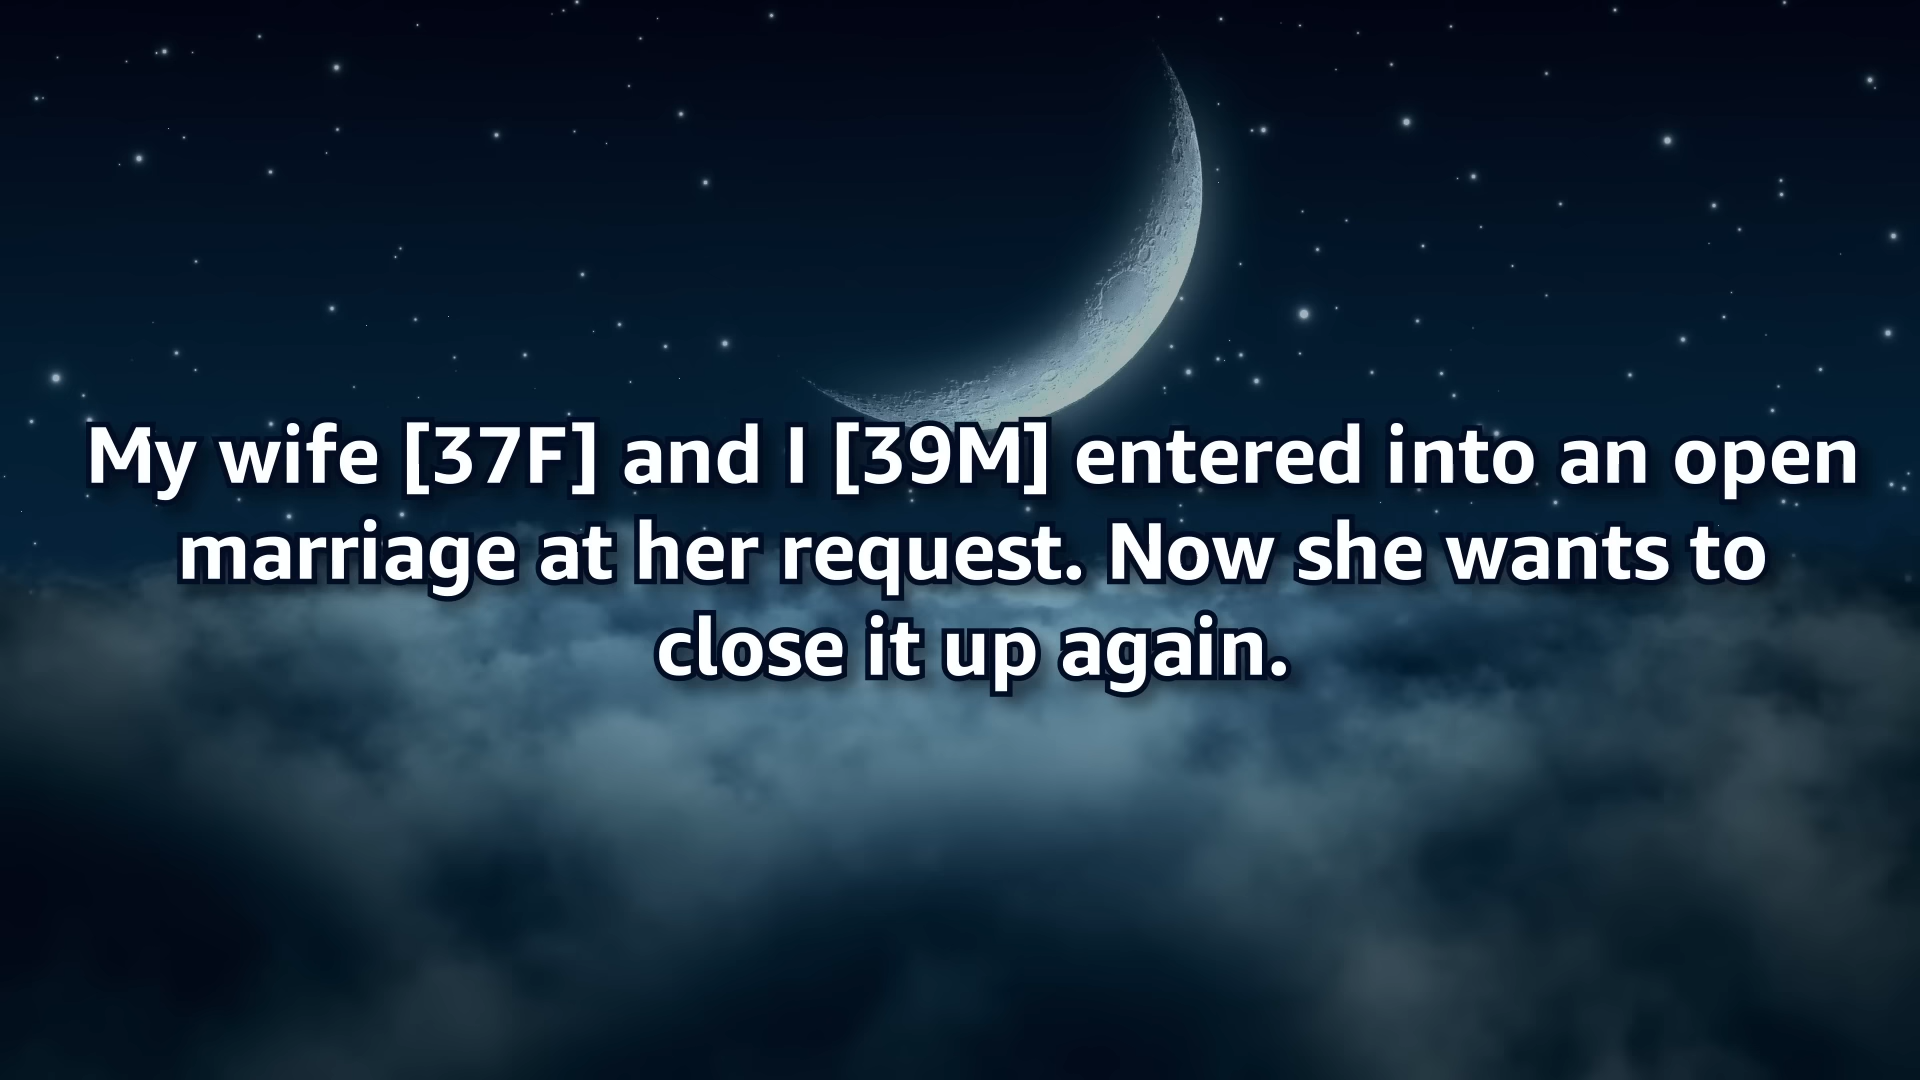 My wife [37F] and I [39M] entered into an open
marriage at her request. Now she wants to
close it up again.